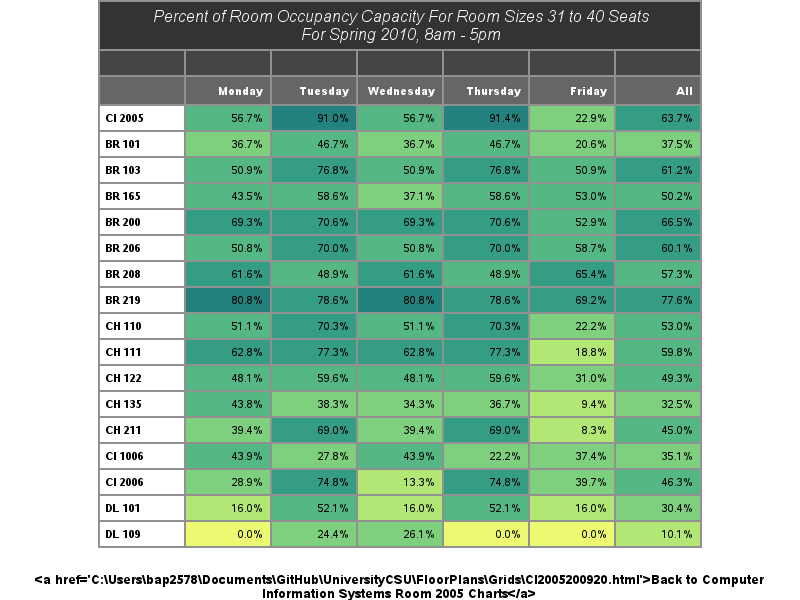 Percent of Room Occupancy Capacity For Room Sizes 31 to 40 Seats
For Spring 2010, 8am - 5pm
Monday Tuesday Wednesday Thursday Friday All
CI 2005 56.7% 91.0% 56.7% 91.4% 22.9% 63.7%
BR 101 36.7% 46.7% 36.7% 46.7% 20.6% 37.5%
BR 103 50.9% 76.8% 50.9% 76.8% 50.9% 61.2%
BR 165 43.5% 58.6% 37.1% 58.6% 53.0% 50.2%
BR 200 69.3% 70.6% 69.3% 70.6% 52.9% 66.5%
BR 206 50.8% 70.0% 50.8% 70.0% 58.7% 60.1%
BR 208 61.6% 48.9% 61.6% 48.9% 65.4% 57.3%
BR 219 80.8% 78.6% 80.8% 78.6% 69.2% 77.6%
CH 110 51.1% 70.3% 51.1% 70.3% 22.2% 53.0%
CH 111 62.8% 77.3% 62.8% 77.3% 18.8% 59.8%
CH 122 48.1% 59.6% 48.1% 59.6% 31.0% 49.3%
CH 135 43.8% 38.3% 34.3% 36.7% 9.4% 32.5%
CH 211 39.4% 69.0% 39.4% 69.0% 8.3% 45.0%
CI 1006 43.9% 27.8% 43.9% 22.2% 37.4% 35.1%
CI 2006 28.9% 74.8% 13.3% 74.8% 39.7% 46.3%
DL 101 16.0% 52.1% 16.0% 52.1% 16.0% 30.4%
DL 109 0.0% 24.4% 26.1% 0.0% 0.0% 10.1%
<a href='C:\Users\bap2578\Documents\GitHub\UniversityCSU\FloorPlans\Grids\CI2005200920.html'>Back to Computer
Information Systems Room 2005 Charts</a>